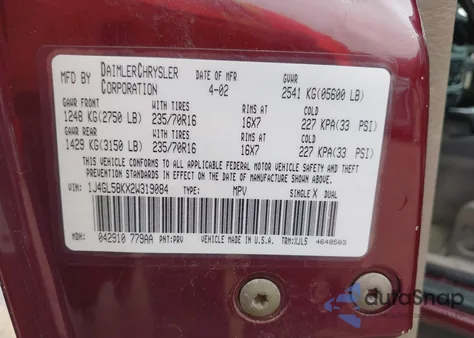 MFD BY DAIMLERCHRYSLER CORPORATION DATE OF MFR 4-02 GVWR 2541 KG(05600 LB)
GAWR FRONT WITH TIRES RIMS AT COLD
1248 KG(2750 LB) 235/70R16 16X7 227 KPA(33 PSI)
GAWR REAR WITH TIRES RIMS AT COLD
1429 KG(3150 LB) 235/70R16 16X7 227 KPA(33 PSI)
THIS VEHICLE CONFORMS TO ALL APPLICABLE FEDERAL MOTOR VEHICLE SAFETY, BUMPER AND THEFT
PREVENTION STANDARDS IN EFFECT ON THE DATE OF MANUFACTURE SHOWN ABOVE.
VIN: 1J4GL58KX2W319084 TYPE: MPV SINGLE X DUAL
MDH: 042910 779AA PNT:PRV VEHICLE MADE IN U.S.A. TRM:XJLS 4648503
autosnap